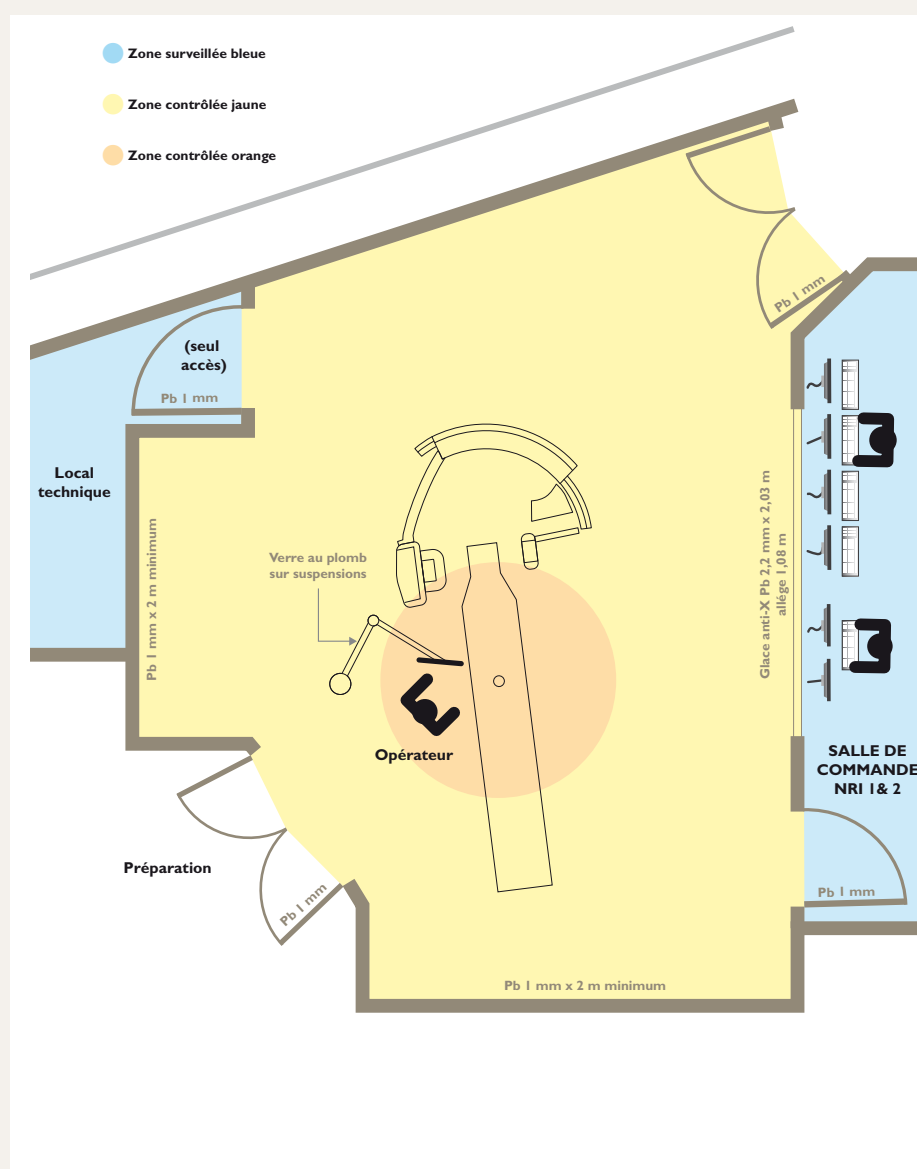 Zone surveillée bleue
Zone contrôlée jaune
Zone contrôlée orange
Pb 1 mm
(seul
accès)
Pb 1 mm
Local
technique
Pb 1 mm x 2 m minimum
Verre au plomb
sur suspensions
Glace anti-X Pb 2,2 mm x 2,03 m
allége 1,08 m
Opérateur
SALLE DE
COMMANDE
NRI 1& 2
Préparation
Pb 1 mm
Pb 1 mm
Pb 1 mm x 2 m minimum